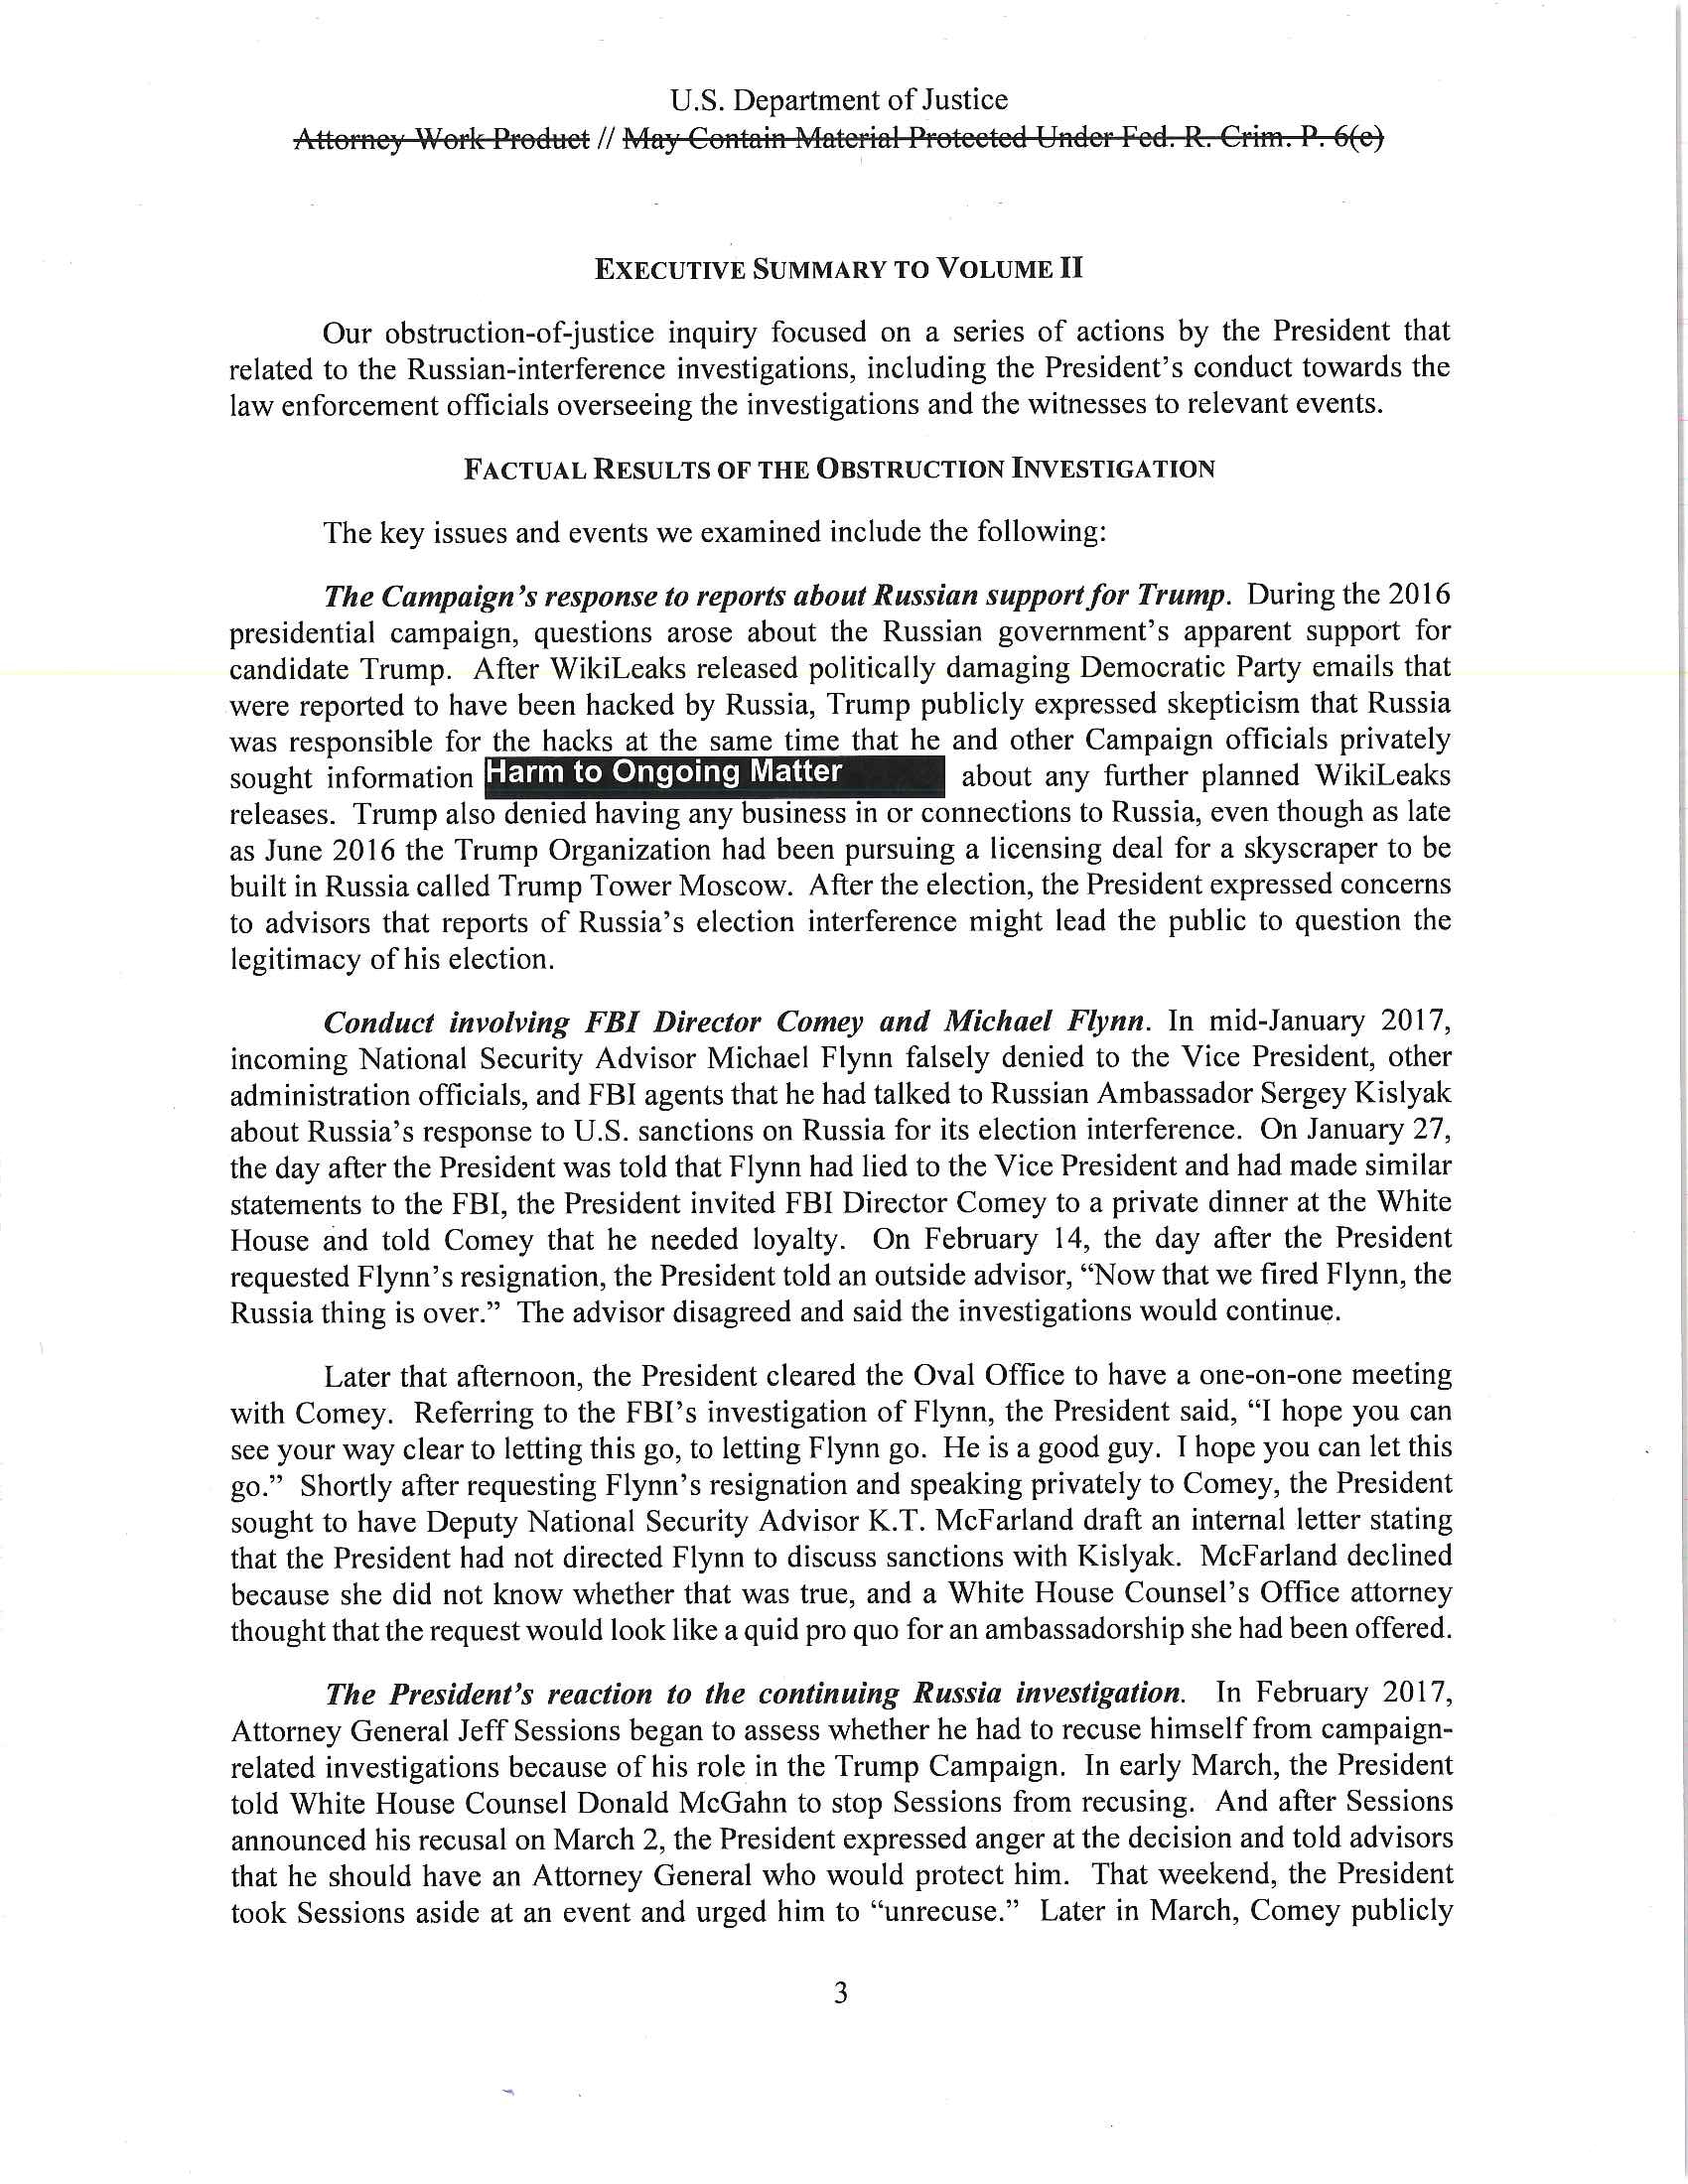 U.S. Department of Justice
Attorney Work Product // May Contain Material Protected Under Fed. R. Crim. P. 6(e)
EXECUTIVE SUMMARY TO VOLUME II
Our obstruction-of-justice inquiry focused on a series of actions by the President that
related to the Russian-interference investigations, including the President's conduct towards the
law enforcement officials overseeing the investigations and the witnesses to relevant events.
FACTUAL RESULTS OF THE OBSTRUCTION INVESTIGATION
The key issues and events we examined include the following:
The Campaign's response to reports about Russian support for Trump. During the 2016
presidential campaign, questions arose about the Russian government's apparent support for
candidate Trump. After WikiLeaks released politically damaging Democratic Party emails that
were reported to have been hacked by Russia, Trump publicly expressed skepticism that Russia
was responsible for the hacks at the same time that he and other Campaign officials privately
sought information Harm to Ongoing Matter about any further planned WikiLeaks
releases. Trump also denied having any business in or connections to Russia, even though as late
as June 2016 the Trump Organization had been pursuing a licensing deal for a skyscraper to be
built in Russia called Trump Tower Moscow. After the election, the President expressed concerns
to advisors that reports of Russia's election interference might lead the public to question the
legitimacy of his election.
Conduct involving FBI Director Comey and Michael Flynn. In mid-January 2017,
incoming National Security Advisor Michael Flynn falsely denied to the Vice President, other
administration officials, and FBI agents that he had talked to Russian Ambassador Sergey Kislyak
about Russia's response to U.S. sanctions on Russia for its election interference. On January 27,
the day after the President was told that Flynn had lied to the Vice President and had made similar
statements to the FBI, the President invited FBI Director Comey to a private dinner at the White
House and told Comey that he needed loyalty. On February 14, the day after the President
requested Flynn's resignation, the President told an outside advisor, "Now that we fired Flynn, the
Russia thing is over." The advisor disagreed and said the investigations would continue.
Later that afternoon, the President cleared the Oval Office to have a one-on-one meeting
with Comey. Referring to the FBI's investigation of Flynn, the President said, "I hope you can
see your way clear to letting this go, to letting Flynn go. He is a good guy. I hope you can let this
go." Shortly after requesting Flynn's resignation and speaking privately to Comey, the President
sought to have Deputy National Security Advisor K.T. McFarland draft an internal letter stating
that the President had not directed Flynn to discuss sanctions with Kislyak. McFarland declined
because she did not know whether that was true, and a White House Counsel's Office attorney
thought that the request would look like a quid pro quo for an ambassadorship she had been offered.
The President's reaction to the continuing Russia investigation. In February 2017,
Attorney General Jeff Sessions began to assess whether he had to recuse himself from campaign-
related investigations because of his role in the Trump Campaign. In early March, the President
told White House Counsel Donald McGahn to stop Sessions from recusing. And after Sessions
announced his recusal on March 2, the President expressed anger at the decision and told advisors
that he should have an Attorney General who would protect him. That weekend, the President
took Sessions aside at an event and urged him to "unrecuse." Later in March, Comey publicly
3